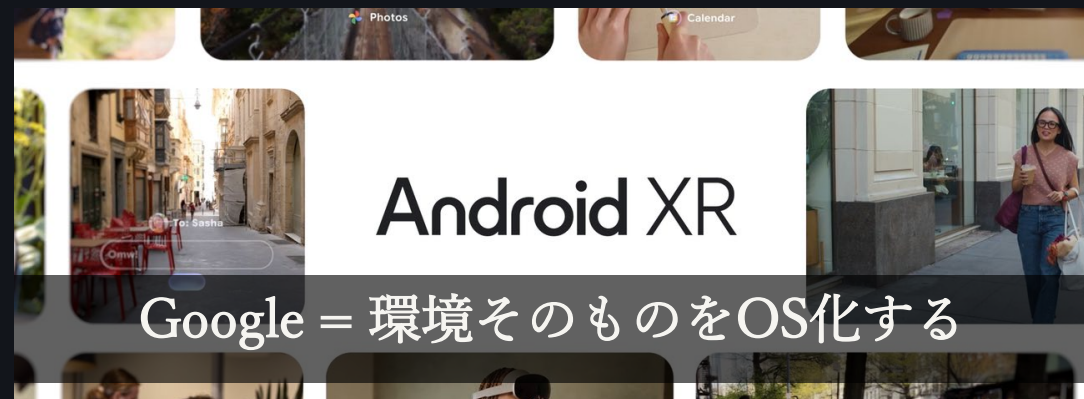 Photos
Calendar
To: Sasha
Omw!
Android XR
Google = 環境そのものをOS化する